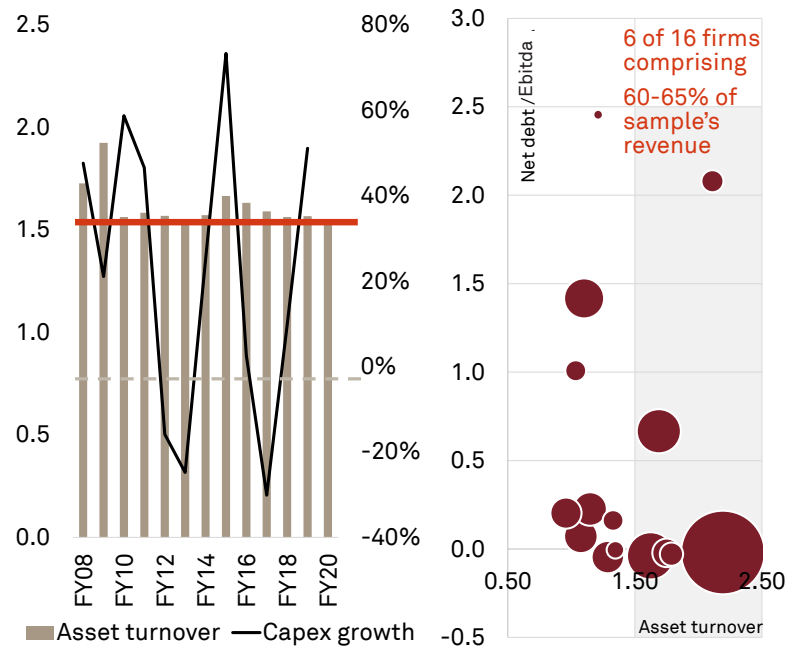 2.5
2.0
1.5
1.0
0.5
0.0
80%
60%
40%
20%
0%
-20%
-40%
FY08
FY10
FY12
FY14
FY16
FY18
FY20
Asset turnover
Capex growth
3.0
2.5
2.0
1.5
1.0
0.5
0.0
-0.5
Net debt/Ebitda
6 of 16 firms
comprising
60-65% of
sample's
revenue
0.50
1.50
2.50
Asset turnover